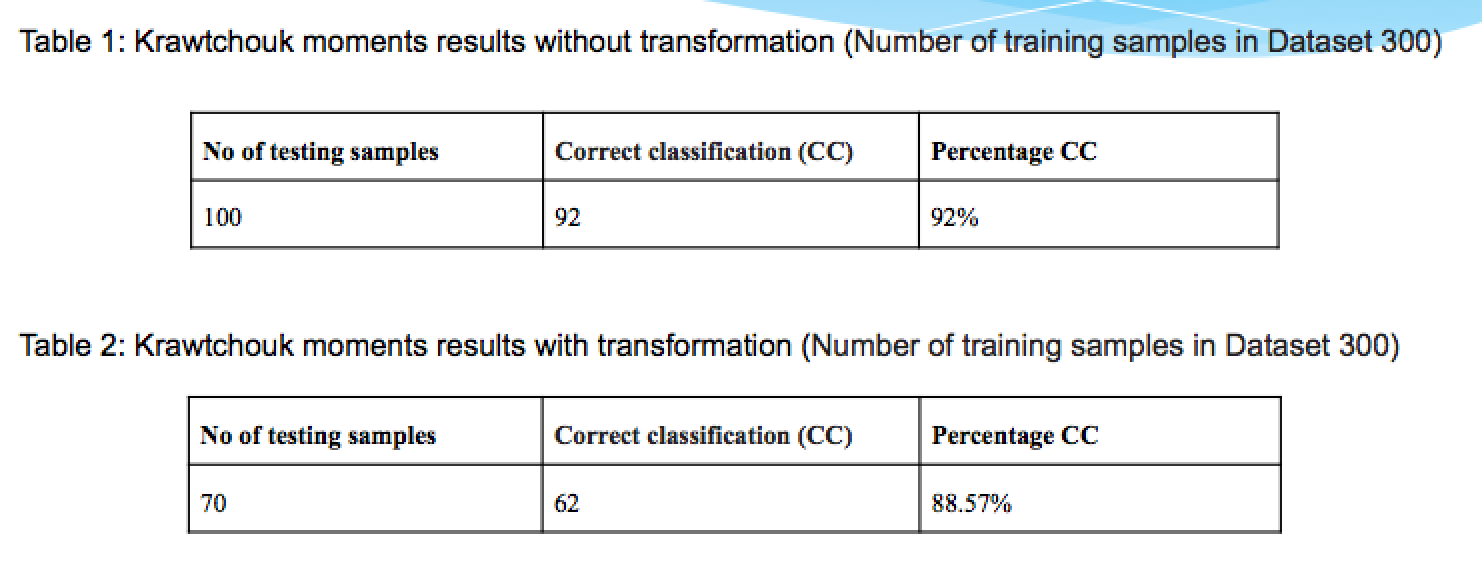 Table 1: Krawtchouk moments results without transformation (Number of training samples in Dataset 300)
No of testing samples Correct classification (CC) Percentage CC
100 92 92%
Table 2: Krawtchouk moments results with transformation (Number of training samples in Dataset 300)
No of testing samples Correct classification (CC) Percentage CC
70 62 88.57%